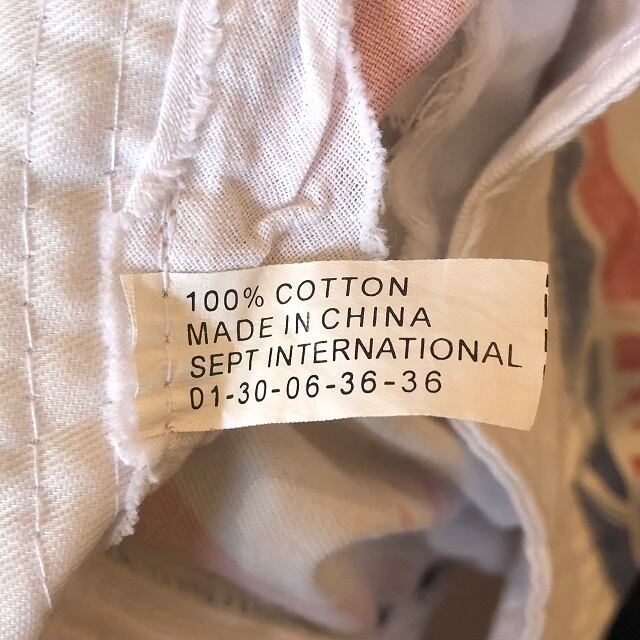 100% COTTON
MADE IN CHINA
SEPT INTERNATIONAL
01-30-06-36-36